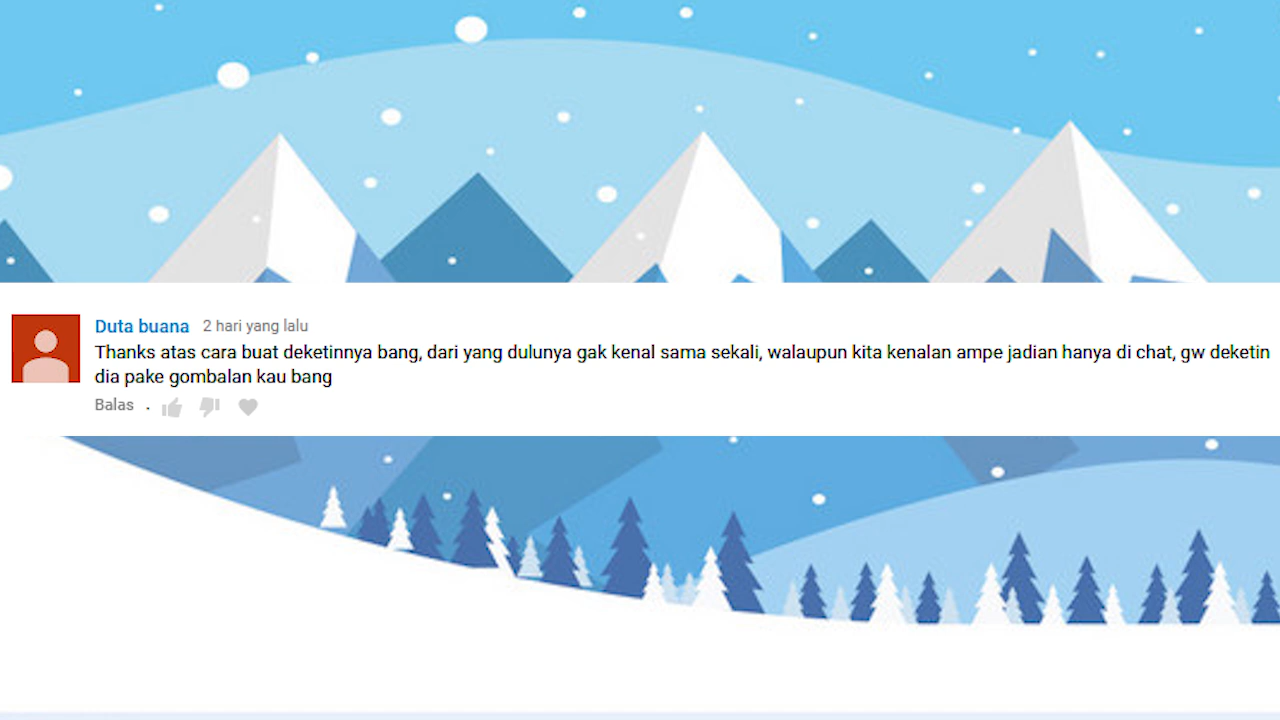 Duta buana 2 hari yang lalu
Thanks atas cara buat deketinnya bang, dari yang dulunya gak kenal sama sekali, walaupun kita kenalan ampe jadian hanya di chat, gw deketin
dia pake gombalan kau bang
Balas .